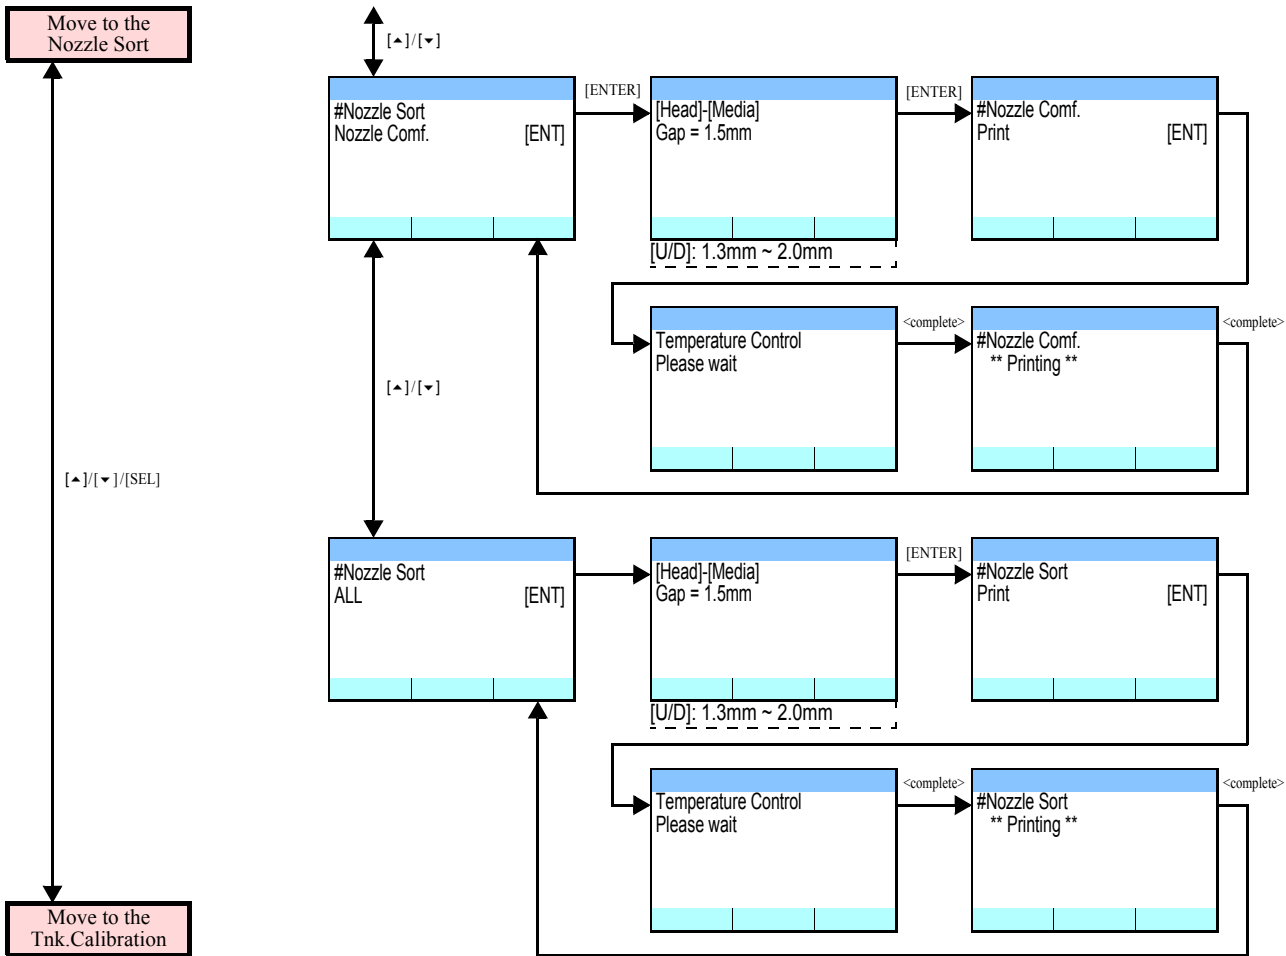 Move to the
Nozzle Sort
[▲]/[▼]
#Nozzle Sort
Nozzle Comf. [ENT]
[ENTER]
[Head]-[Media]
Gap = 1.5mm
[U/D]: 1.3mm ~ 2.0mm
[ENTER]
#Nozzle Comf.
Print [ENT]
Temperature Control
Please wait
<complete>
#Nozzle Comf.
** Printing **
<complete>
[▲]/[▼]
[▲]/[▼]/[SEL]
#Nozzle Sort
ALL [ENT]
[Head]-[Media]
Gap = 1.5mm
[U/D]: 1.3mm ~ 2.0mm
[ENTER]
#Nozzle Sort
Print [ENT]
Temperature Control
Please wait
<complete>
#Nozzle Sort
** Printing **
<complete>
Move to the
Tnk.Calibration